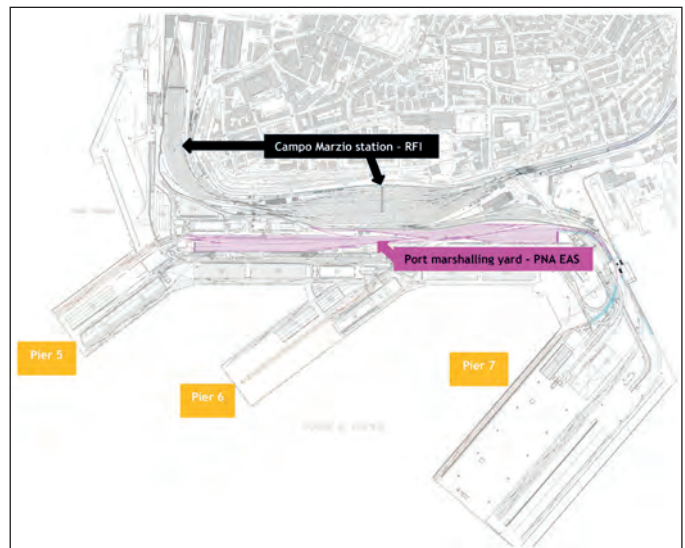 Campo Marzio station - RFI
Port marshalling yard - PNA EAS
Pier 5
Pier 7
Pier 6